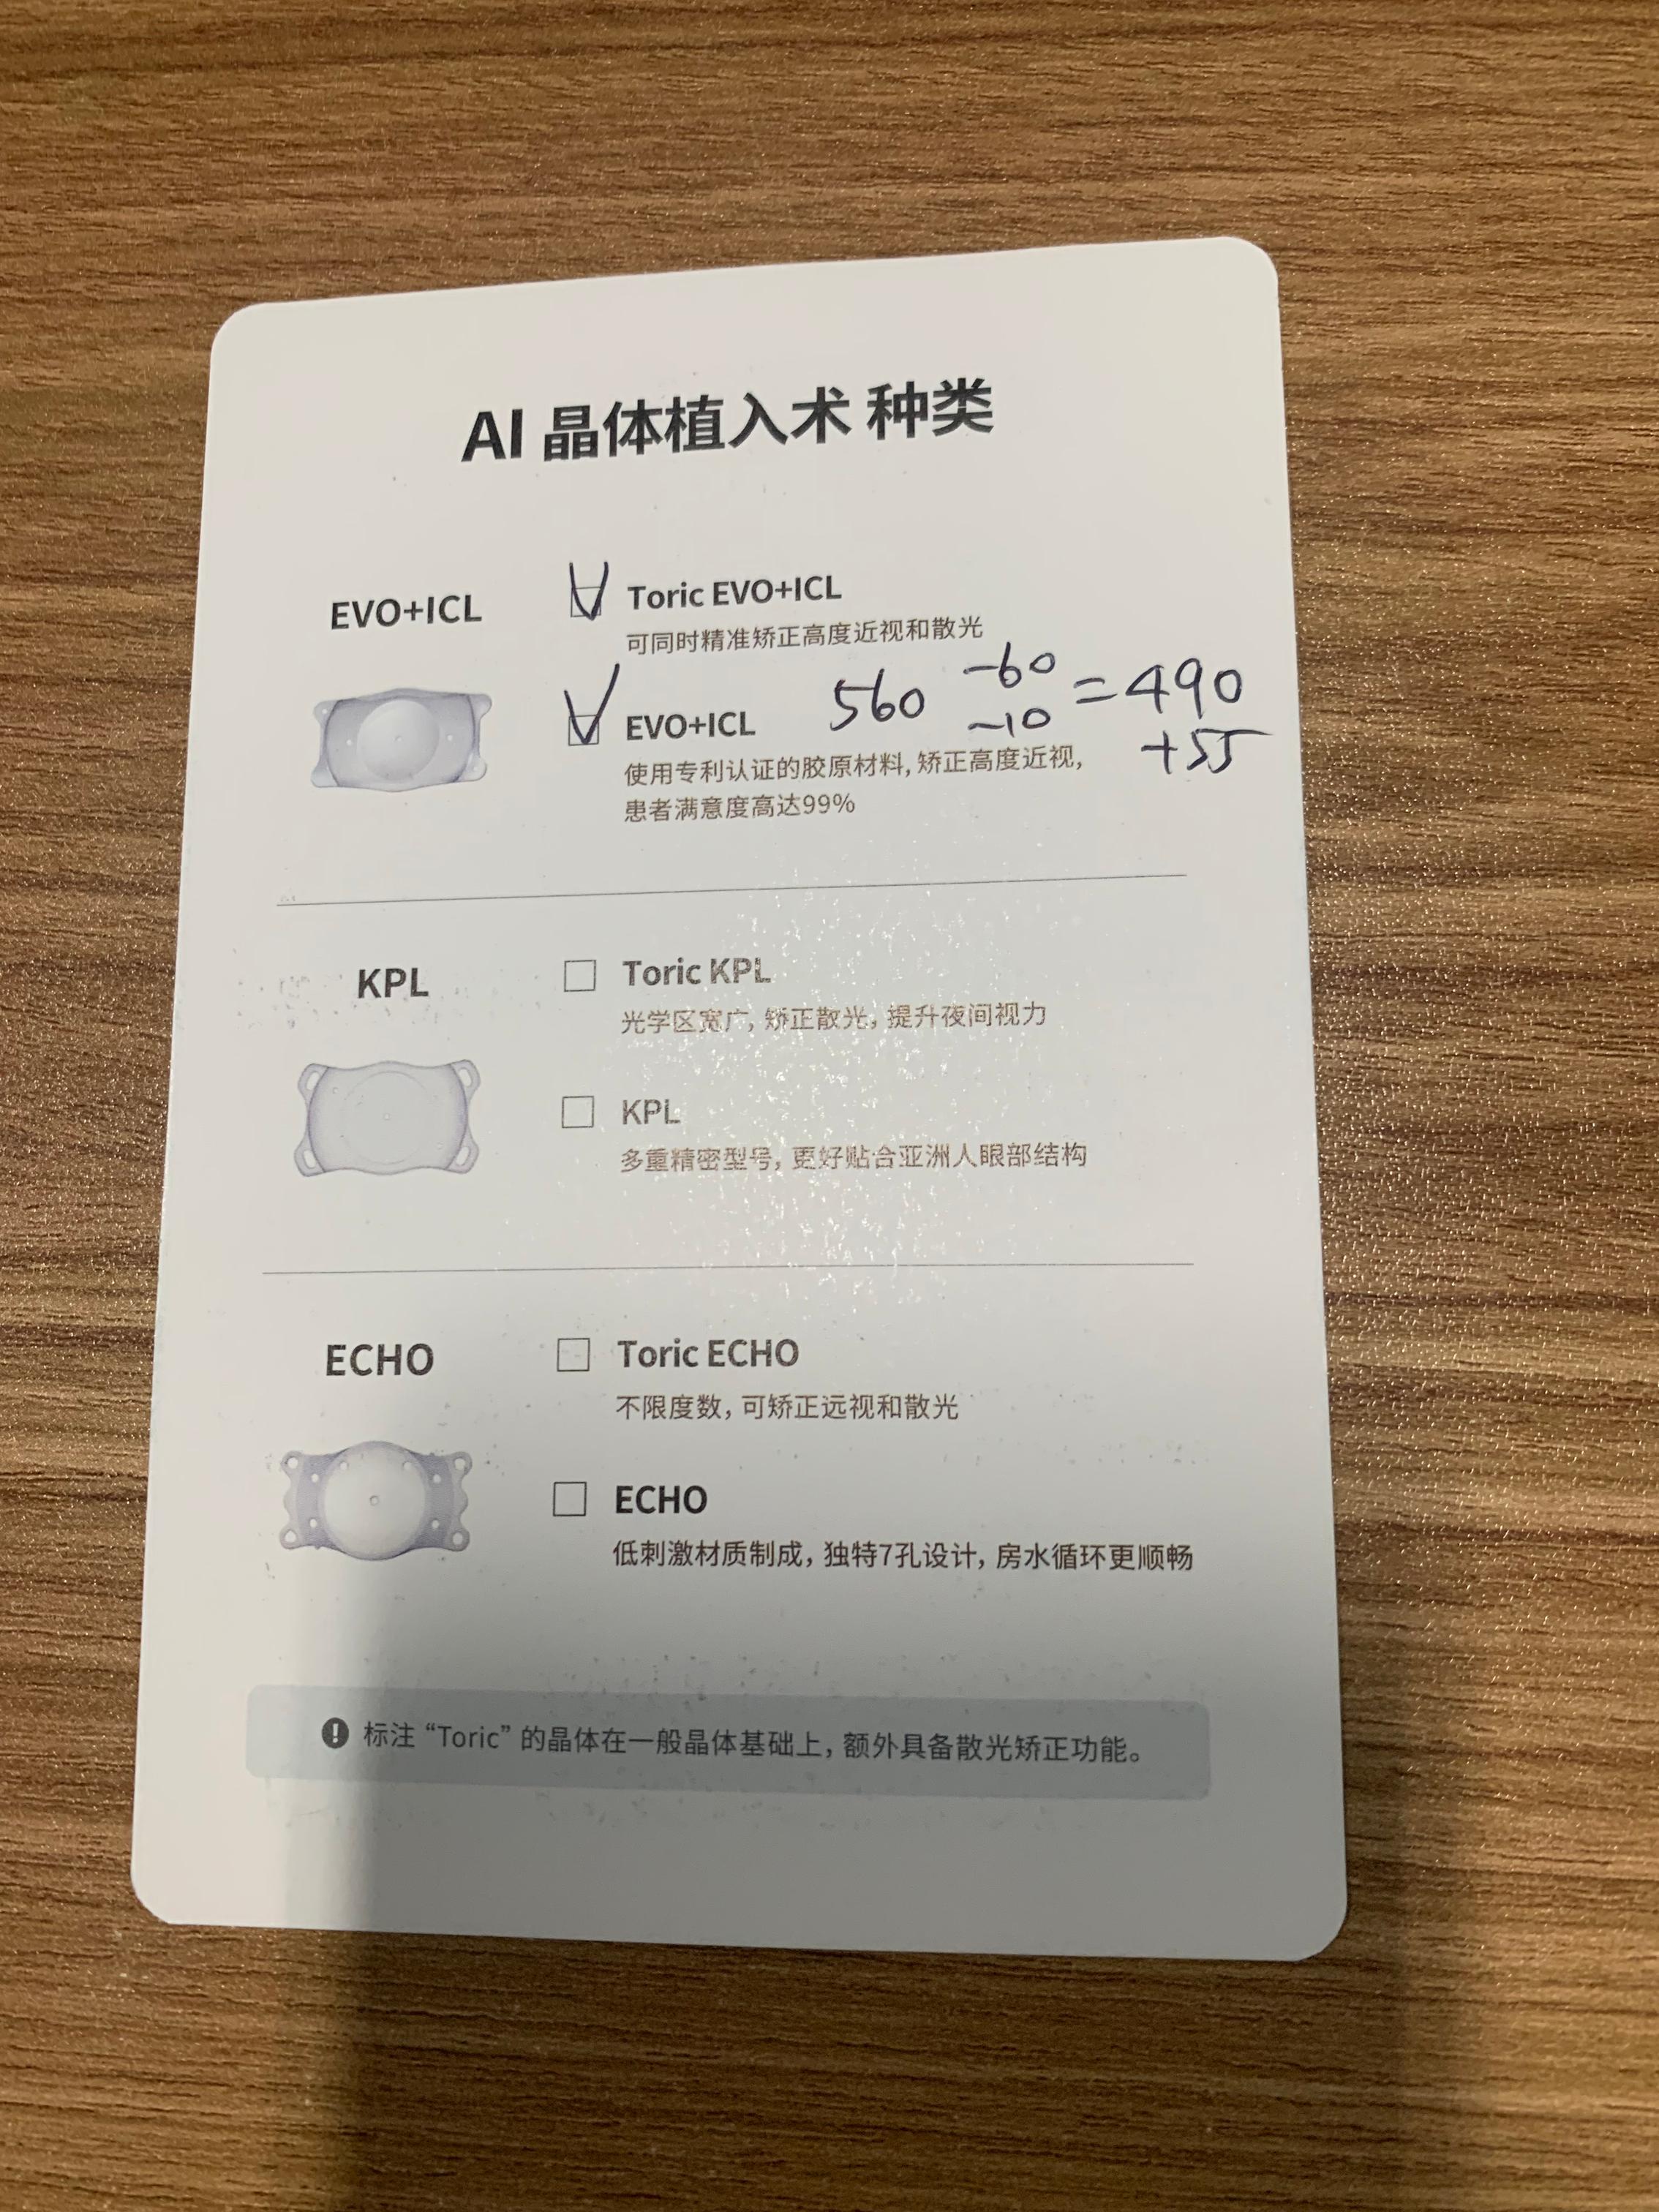 AI 晶体植入术 种类
EVO+ICL
Toric EVO+ICL
可同时精准矫正高度近视和散光
EVO+ICL 560 -60 -10 =490
+55
使用专利认证的胶原材料, 矫正高度近视,
患者满意度高达99%
KPL
Toric KPL
光学区宽广, 矫正散光, 提升夜间视力
KPL
多重精密型号, 更好贴合亚洲人眼部结构
ECHO
Toric ECHO
不限度数, 可矫正远视和散光
ECHO
低刺激材质制成, 独特7孔设计, 房水循环更顺畅
标注 “Toric” 的晶体在一般晶体基础上, 额外具备散光矫正功能。